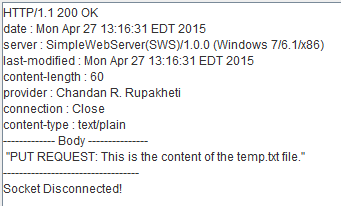 HTTP/1.1 200 OK
date : Mon Apr 27 13:16:31 EDT 2015
server : SimpleWebServer(SWS)/1.0.0 (Windows 7/6.1/x86)
last-modified : Mon Apr 27 13:16:31 EDT 2015
content-length : 60
provider : Chandan R. Rupakheti
connection : Close
content-type : text/plain
------------- Body ---------------
"PUT REQUEST: This is the content of the temp.txt file."
----------------------------------
Socket Disconnected!